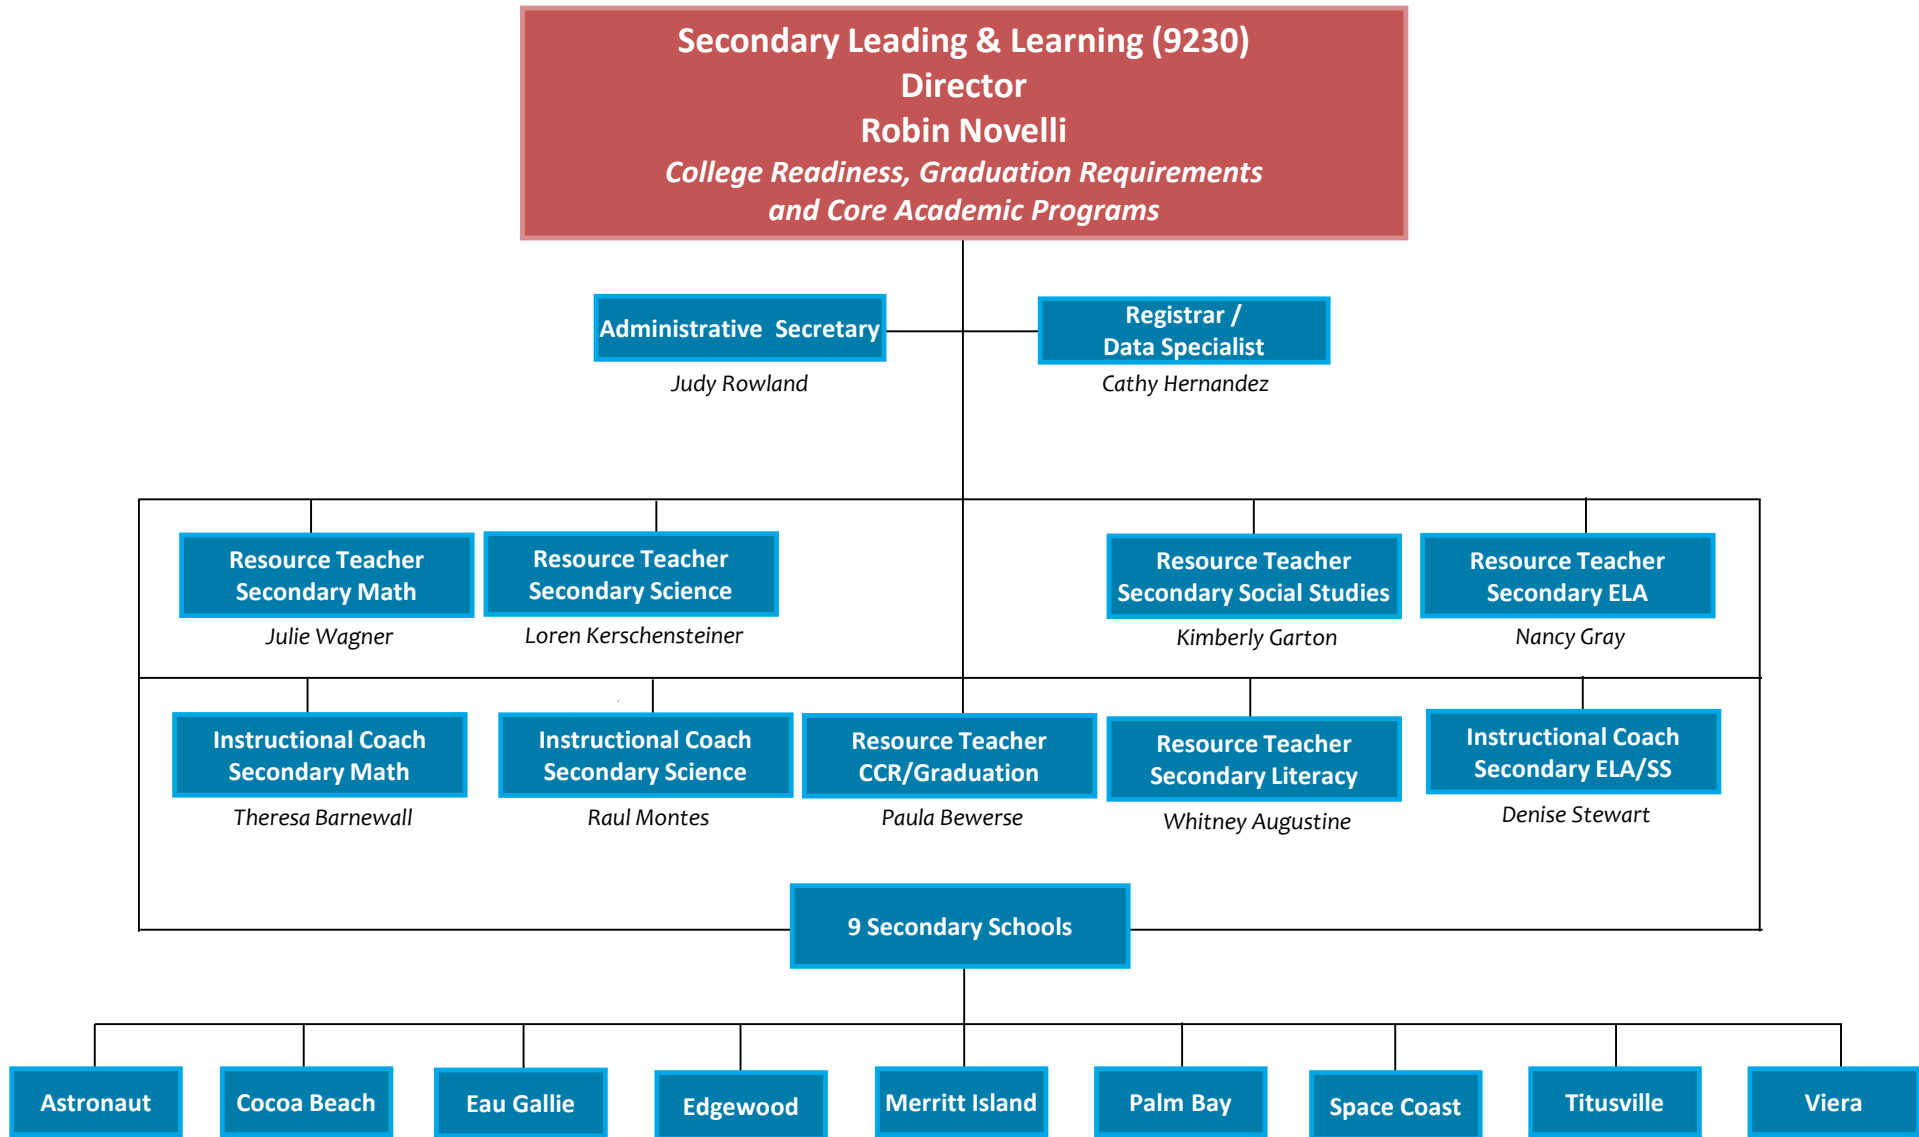 Secondary Leading & Learning (9230)
Director
Robin Novelli
College Readiness, Graduation Requirements
and Core Academic Programs
Administrative Secretary
Judy Rowland
Registrar /
Data Specialist
Cathy Hernandez
Resource Teacher
Secondary Math
Julie Wagner
Resource Teacher
Secondary Science
Loren Kerschensteiner
Resource Teacher
Secondary Social Studies
Kimberly Garton
Resource Teacher
Secondary ELA
Nancy Gray
Instructional Coach
Secondary Math
Theresa Barnewall
Instructional Coach
Secondary Science
Raul Montes
Resource Teacher
CCR/Graduation
Paula Bewerse
Resource Teacher
Secondary Literacy
Whitney Augustine
Instructional Coach
Secondary ELA/SS
Denise Stewart
9 Secondary Schools
Astronaut
Cocoa Beach
Eau Gallie
Edgewood
Merritt Island
Palm Bay
Space Coast
Titusville
Viera